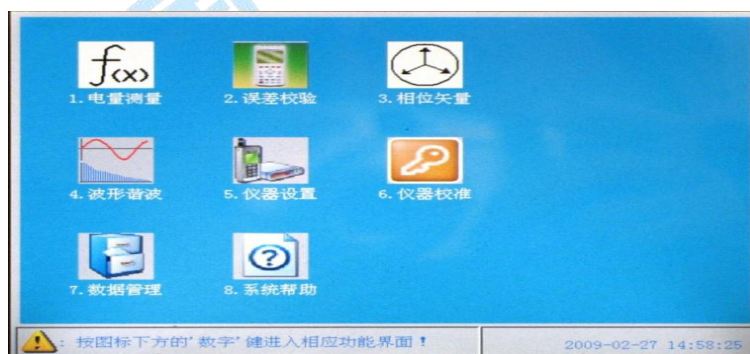 f(x)
1.电量测量 2.误差校验 3.相位矢量
4.波形谐波 5.仪器设置 6.仪器校准
7.数据管理 8.系统帮助
: 按图标下方的'数字'键进入相应功能界面！ 2009-02-27 14:58:25